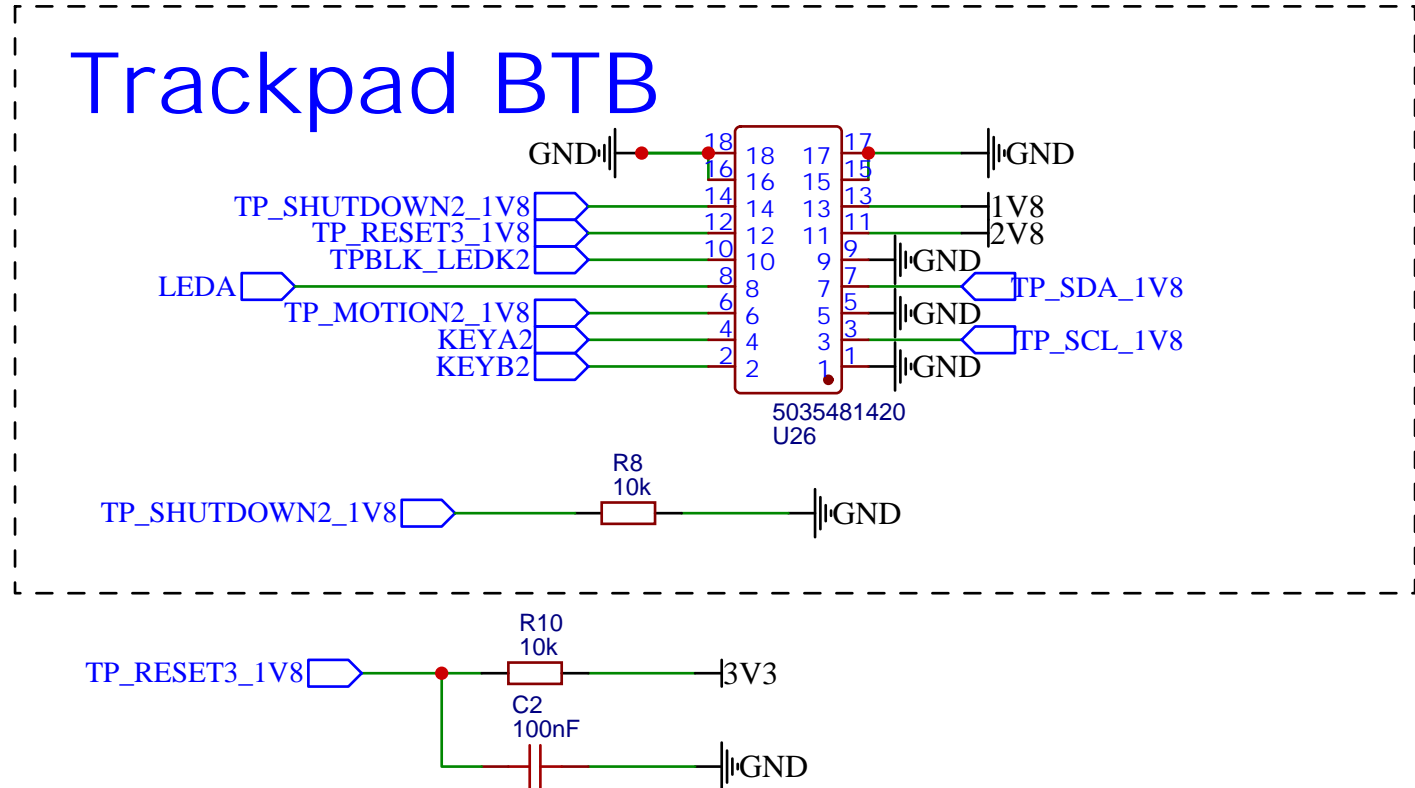 Trackpad BTB
GND 18 18 17 17 GND
16 16 15 15
TP_SHUTDOWN2_1V8 14 14 13 13 1V8
TP_RESET3_1V8 12 12 11 11 2V8
TPBLK_LEDK2 10 10 9 9 GND
LEDA 8 8 7 7 TP_SDA_1V8
TP_MOTION2_1V8 6 6 5 5 GND
KEYA2 4 4 3 3 TP_SCL_1V8
KEYB2 2 2 1 1 GND
5035481420
U26
R8
10k
TP_SHUTDOWN2_1V8 GND
R10
10k
TP_RESET3_1V8 3V3
C2
100nF
GND